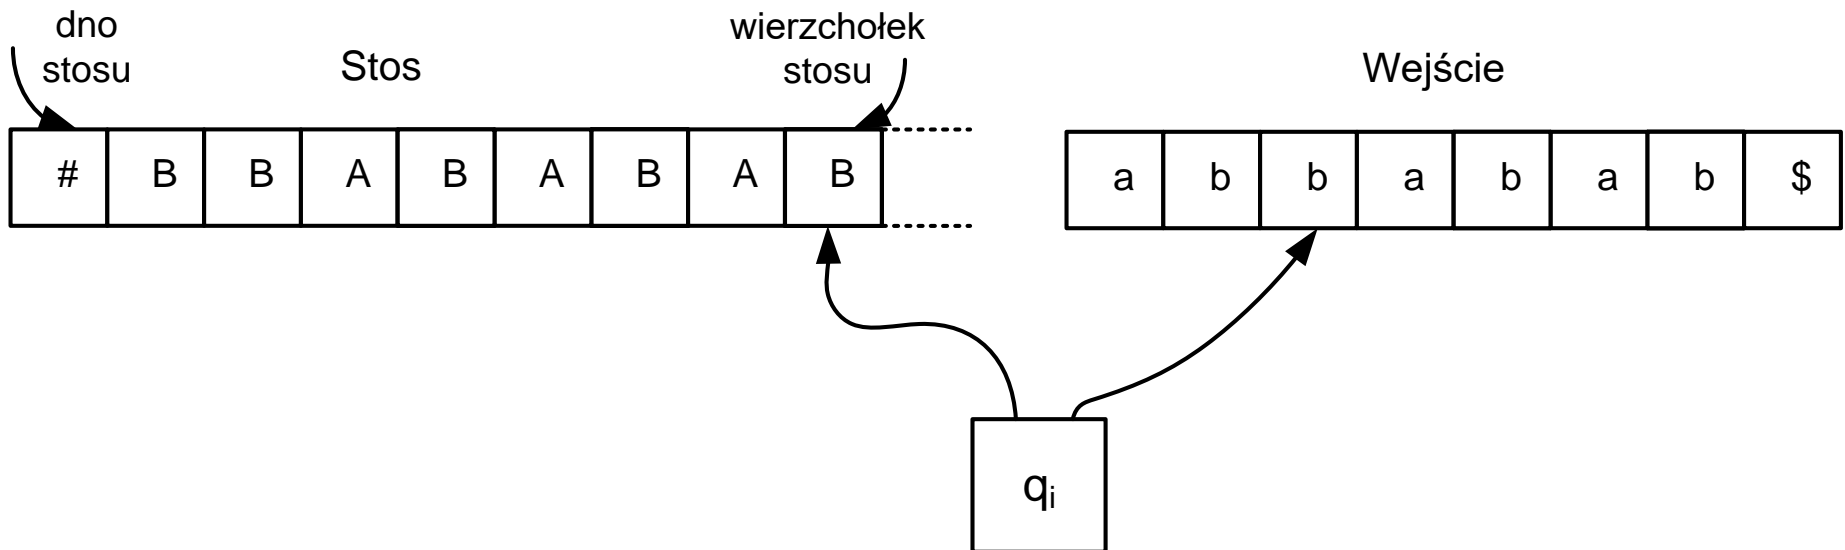 dno
stosu
Stos
wierzchołek
stosu
Wejście
# B B A B A B A B
a b b a b a b $
qi